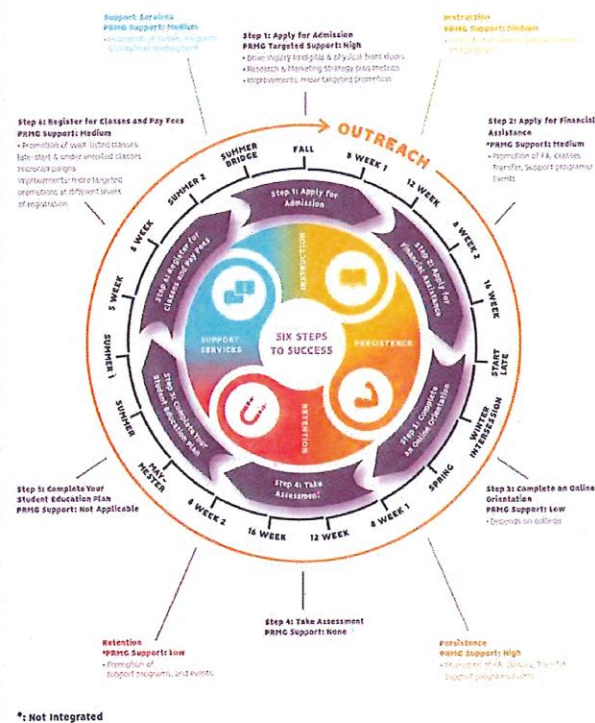 Support Services
PRMG Support: Medium
Step 1: Apply for Admission
PRMG Targeted Support: High
• Drive inquiry into plus & physical front doors
• Research & Marketing Strategy plus metrics
• Improvements, more targeted promotion
Instruction
PRMG Support: Medium
Step 6: Register for Classes and Pay Fees
PRMG Support: Medium
• Promotion of wait-listed classes,
late-start & under enrolled classes
microcampaigns
Improvements: more targeted
promotions at different levels
of registration
Step 2: Apply for Financial
Assistance
*PRMG Support: Medium
• Promotion of FA, classes,
Transfer, Support programs/
Events
OUTREACH
FALL
8 WEEK 1
12 WEEK
8 WEEK 2
16 WEEK
START
LATE
WINTER
INTERSESSION
SPRING
8 WEEK 1
12 WEEK
16 WEEK
8 WEEK 2
MAY-
MESTER
SUMMER
SUMMER 1
5 WEEK
8 WEEK
SUMMER 2
SUMMER
BRIDGE
Step 1: Apply for
Admission
Step 2: Apply for
Financial Assistance
Step 3: Complete
an Online Orientation
Step 4: Take
Assessment
Step 5: Complete Your
Student Education Plan
Classes and Pay Fees
INSTRUCTION
PERSISTENCE
RETENTION
SUPPORT
SERVICES
SIX STEPS
TO SUCCESS
Step 5: Complete Your
Student Education Plan
PRMG Support: Not Applicable
Step 3: Complete an Online
Orientation
PRMG Support: Low
• Depends on college
Step 4: Take Assessment
PRMG Support: None
Retention
*PRMG Support: Low
• Promotion of
support programs, and events
Persistence
PRMG Support: High
*: Not Integrated